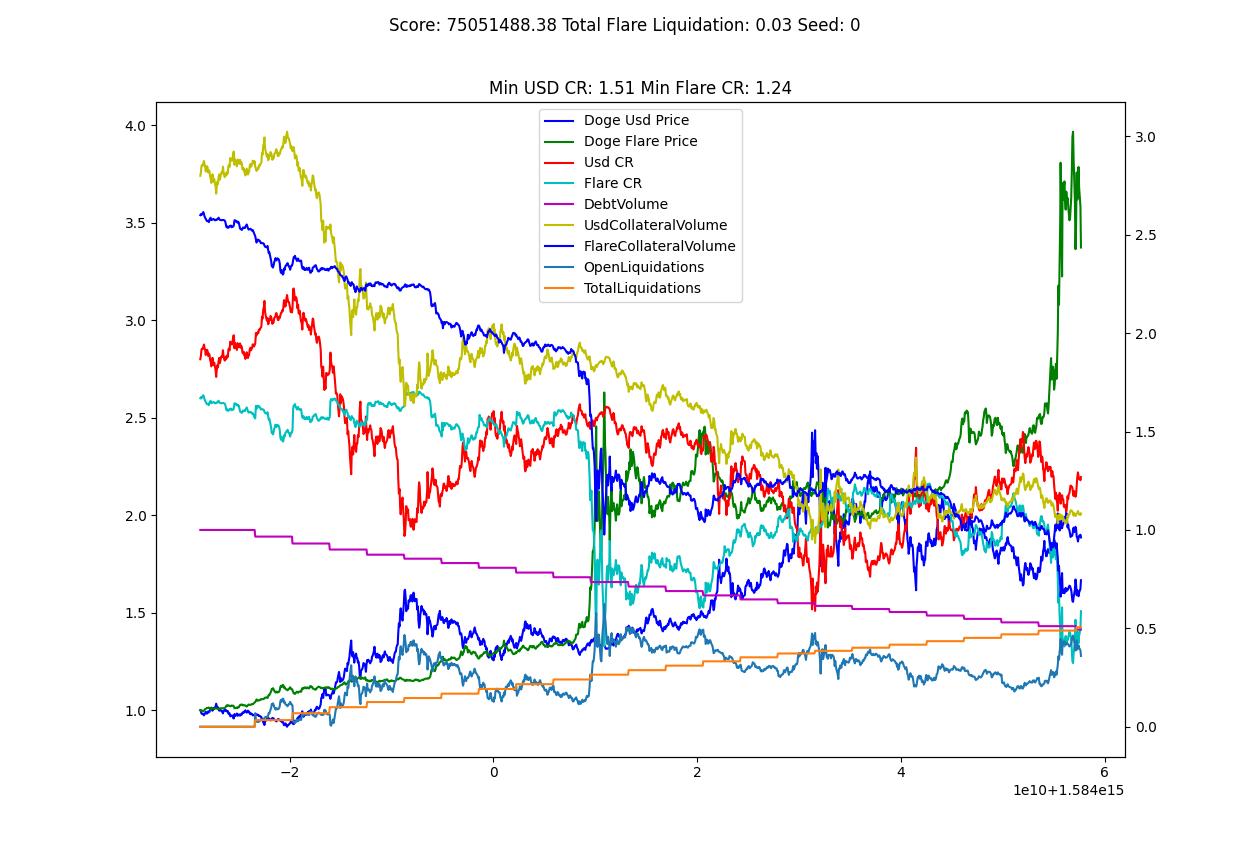 Score: 75051488.38 Total Flare Liquidation: 0.03 Seed: 0
Min USD CR: 1.51 Min Flare CR: 1.24
Doge Usd Price
Doge Flare Price
Usd CR
Flare CR
DebtVolume
UsdCollateralVolume
FlareCollateralVolume
OpenLiquidations
TotalLiquidations
4.0
3.5
3.0
2.5
2.0
1.5
1.0
3.0
2.5
2.0
1.5
1.0
0.5
0.0
−2
0
2
4
6
1e10+1.584e15